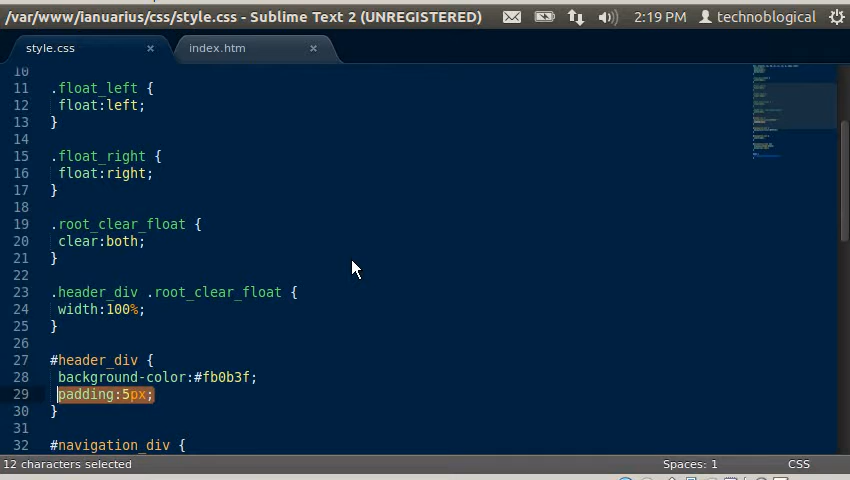 /var/www/ianuarius/css/style.css - Sublime Text 2 (UNREGISTERED) 2:19 PM technoblogical
style.css × index.htm ×
10
11 .float_left {
12 float:left;
13 }
14
15 .float_right {
16 float:right;
17 }
18
19 .root_clear_float {
20 clear:both;
21 }
22
23 .header_div .root_clear_float {
24 width:100%;
25 }
26
27 #header_div {
28 background-color:#fb0b3f;
29 padding:5px;
30 }
31
32 #navigation_div {
12 characters selected Spaces: 1 CSS